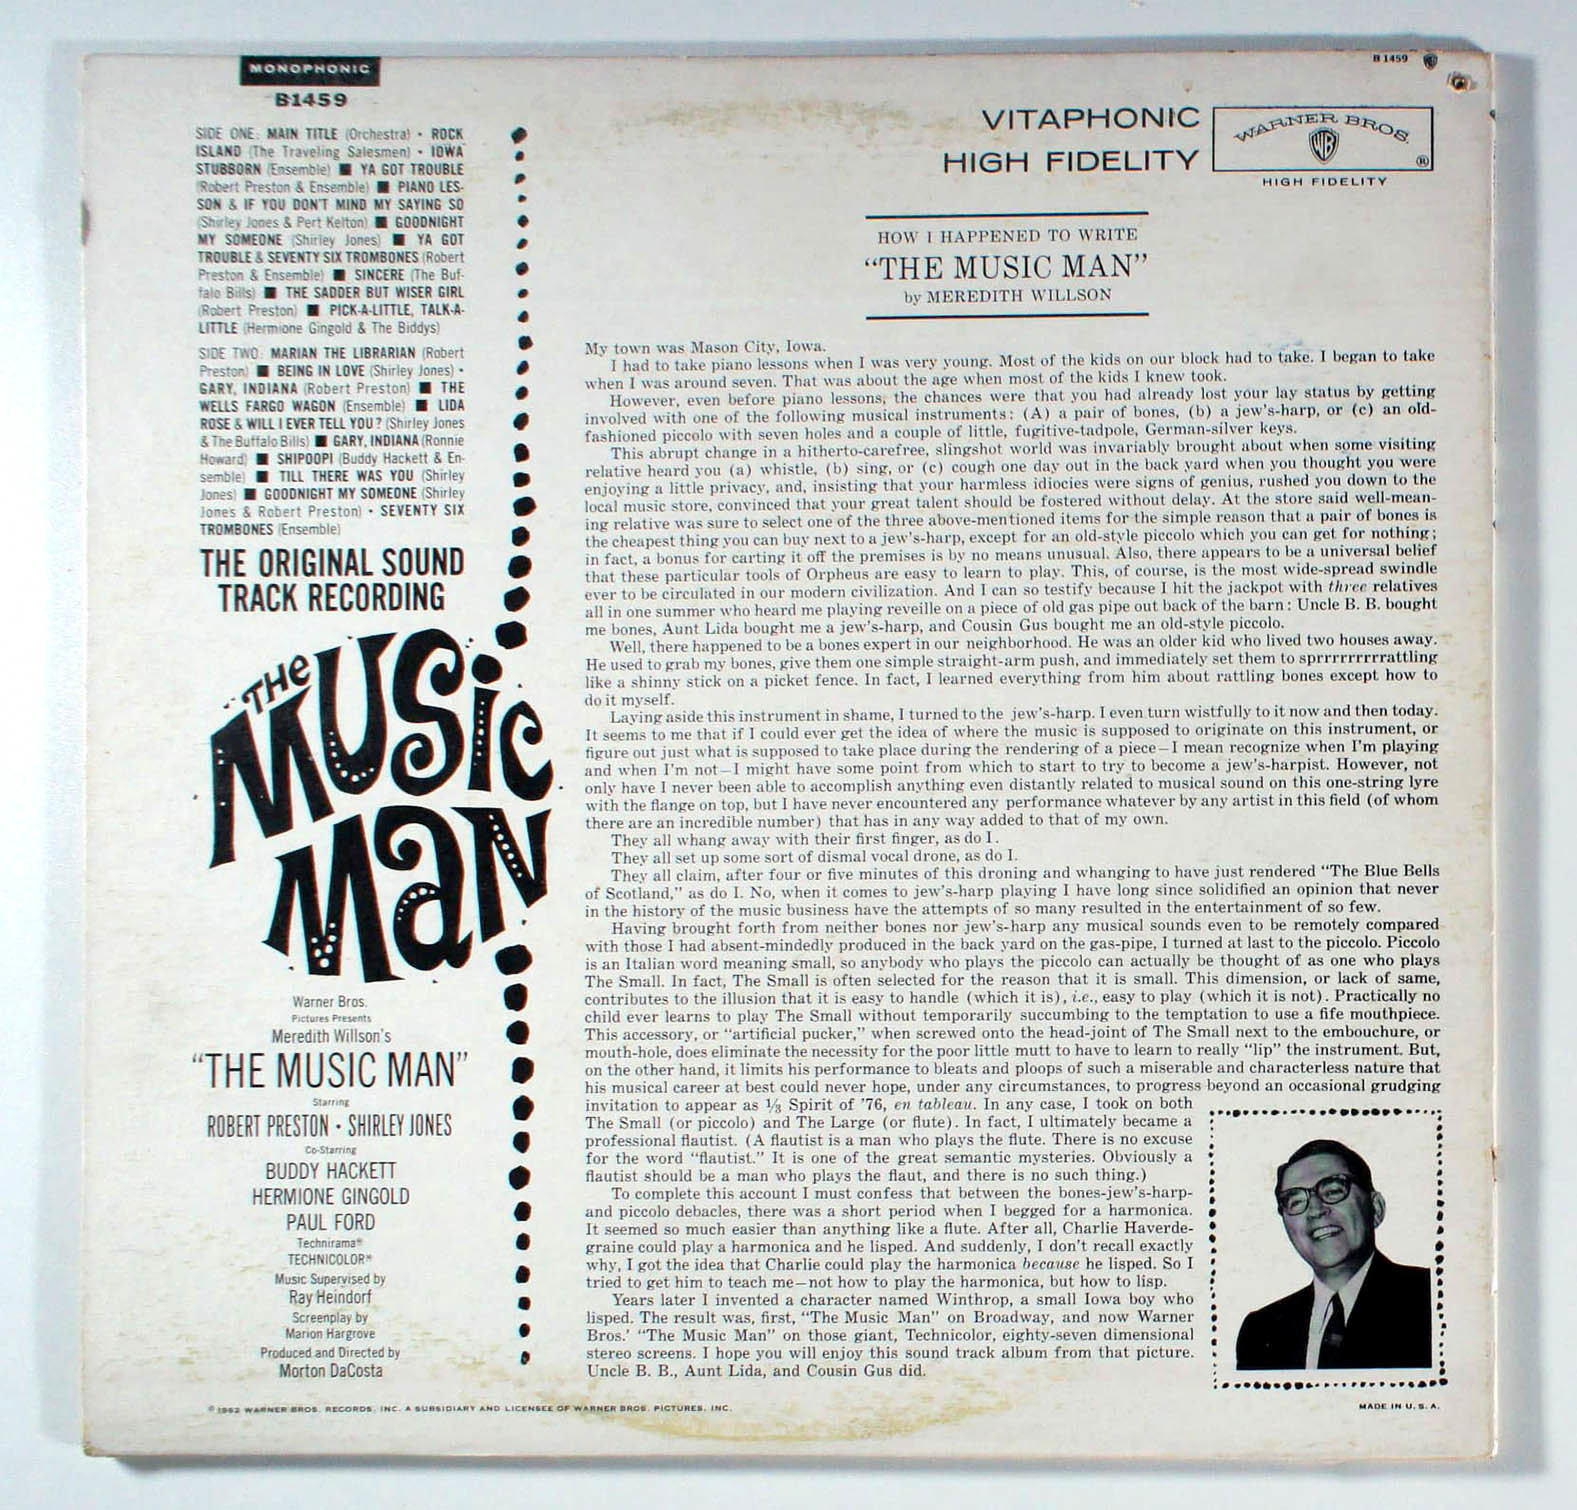 MONOPHONIC
B1459
SIDE ONE: MAIN TITLE (Orchestra) • ROCK
ISLAND (The Traveling Salesmen) • IOWA
STUBBORN (Ensemble) ■ YA GOT TROUBLE
(Robert Preston & Ensemble) ■ PIANO LES-
SON & IF YOU DON'T MIND MY SAYING SO
(Shirley Jones & Pert Kelton) ■ GOODNIGHT
MY SOMEONE (Shirley Jones) ■ YA GOT
TROUBLE & SEVENTY SIX TROMBONES (Robert
Preston & Ensemble) ■ SINCERE (The Buf-
falo Bills) ■ THE SADDER BUT WISER GIRL
(Robert Preston) ■ PICK-A-LITTLE, TALK-A-
LITTLE (Hermione Gingold & The Biddys)
SIDE TWO: MARIAN THE LIBRARIAN (Robert
Preston) ■ BEING IN LOVE (Shirley Jones) •
GARY, INDIANA (Robert Preston) ■ THE
WELLS FARGO WAGON (Ensemble) ■ LIDA
ROSE & WILL I EVER TELL YOU? (Shirley Jones
& The Buffalo Bills) ■ GARY, INDIANA (Ronnie
Howard) ■ SHIPOOPI (Buddy Hackett & En-
semble) ■ TILL THERE WAS YOU (Shirley
Jones) ■ GOODNIGHT MY SOMEONE (Shirley
Jones & Robert Preston) • SEVENTY SIX
TROMBONES (Ensemble)
THE ORIGINAL SOUND
TRACK RECORDING
THE
MUSIC
MAN
Warner Bros.
Pictures Presents
Meredith Willson's
“THE MUSIC MAN”
Starring
ROBERT PRESTON • SHIRLEY JONES
Co-Starring
BUDDY HACKETT
HERMIONE GINGOLD
PAUL FORD
Technirama®
TECHNICOLOR®
Music Supervised by
Ray Heindorf
Screenplay by
Marion Hargrove
Produced and Directed by
Morton DaCosta
© 1962 WARNER BROS. RECORDS, INC. A SUBSIDIARY AND LICENSEE OF WARNER BROS. PICTURES, INC.
B 1459
VITAPHONIC
HIGH FIDELITY
WARNER BROS.
WB
®
HIGH FIDELITY
HOW I HAPPENED TO WRITE
“THE MUSIC MAN”
by MEREDITH WILLSON
My town was Mason City, Iowa.
I had to take piano lessons when I was very young. Most of the kids on our block had to take. I began to take
when I was around seven. That was about the age when most of the kids I knew took.
However, even before piano lessons, the chances were that you had already lost your lay status by getting
involved with one of the following musical instruments: (A) a pair of bones, (b) a jew's-harp, or (c) an old-
fashioned piccolo with seven holes and a couple of little, fugitive-tadpole, German-silver keys.
This abrupt change in a hitherto-carefree, slingshot world was invariably brought about when some visiting
relative heard you (a) whistle, (b) sing, or (c) cough one day out in the back yard when you thought you were
enjoying a little privacy, and, insisting that your harmless idiocies were signs of genius, rushed you down to the
local music store, convinced that your great talent should be fostered without delay. At the store said well-mean-
ing relative was sure to select one of the three above-mentioned items for the simple reason that a pair of bones is
the cheapest thing you can buy next to a jew's-harp, except for an old-style piccolo which you can get for nothing;
in fact, a bonus for carting it off the premises is by no means unusual. Also, there appears to be a universal belief
that these particular tools of Orpheus are easy to learn to play. This, of course, is the most wide-spread swindle
ever to be circulated in our modern civilization. And I can so testify because I hit the jackpot with three relatives
all in one summer who heard me playing reveille on a piece of old gas pipe out back of the barn: Uncle B. B. bought
me bones, Aunt Lida bought me a jew's-harp, and Cousin Gus bought me an old-style piccolo.
Well, there happened to be a bones expert in our neighborhood. He was an older kid who lived two houses away.
He used to grab my bones, give them one simple straight-arm push, and immediately set them to sprrrrrrrrrattling
like a shinny stick on a picket fence. In fact, I learned everything from him about rattling bones except how to
do it myself.
Laying aside this instrument in shame, I turned to the jew's-harp. I even turn wistfully to it now and then today.
It seems to me that if I could ever get the idea of where the music is supposed to originate on this instrument, or
figure out just what is supposed to take place during the rendering of a piece—I mean recognize when I'm playing
and when I'm not—I might have some point from which to start to try to become a jew's-harpist. However, not
only have I never been able to accomplish anything even distantly related to musical sound on this one-string lyre
with the flange on top, but I have never encountered any performance whatever by any artist in this field (of whom
there are an incredible number) that has in any way added to that of my own.
They all whang away with their first finger, as do I.
They all set up some sort of dismal vocal drone, as do I.
They all claim, after four or five minutes of this droning and whanging to have just rendered “The Blue Bells
of Scotland,” as do I. No, when it comes to jew's-harp playing I have long since solidified an opinion that never
in the history of the music business have the attempts of so many resulted in the entertainment of so few.
Having brought forth from neither bones nor jew's-harp any musical sounds even to be remotely compared
with those I had absent-mindedly produced in the back yard on the gas-pipe, I turned at last to the piccolo. Piccolo
is an Italian word meaning small, so anybody who plays the piccolo can actually be thought of as one who plays
The Small. In fact, The Small is often selected for the reason that it is small. This dimension, or lack of same,
contributes to the illusion that it is easy to handle (which it is), i.e., easy to play (which it is not). Practically no
child ever learns to play The Small without temporarily succumbing to the temptation to use a fife mouthpiece.
This accessory, or “artificial pucker,” when screwed onto the head-joint of The Small next to the embouchure, or
mouth-hole, does eliminate the necessity for the poor little mutt to have to learn to really “lip” the instrument. But,
on the other hand, it limits his performance to bleats and ploops of such a miserable and characterless nature that
his musical career at best could never hope, under any circumstances, to progress beyond an occasional grudging
invitation to appear as ⅓ Spirit of '76, en tableau. In any case, I took on both
The Small (or piccolo) and The Large (or flute). In fact, I ultimately became a
professional flautist. (A flautist is a man who plays the flute. There is no excuse
for the word “flautist.” It is one of the great semantic mysteries. Obviously a
flautist should be a man who plays the flaut, and there is no such thing.)
To complete this account I must confess that between the bones-jew's-harp-
and piccolo debacles, there was a short period when I begged for a harmonica.
It seemed so much easier than anything like a flute. After all, Charlie Haverde-
graine could play a harmonica and he lisped. And suddenly, I don't recall exactly
why, I got the idea that Charlie could play the harmonica because he lisped. So I
tried to get him to teach me—not how to play the harmonica, but how to lisp.
Years later I invented a character named Winthrop, a small Iowa boy who
lisped. The result was, first, “The Music Man” on Broadway, and now Warner
Bros.' “The Music Man” on those giant, Technicolor, eighty-seven dimensional
stereo screens. I hope you will enjoy this sound track album from that picture.
Uncle B. B., Aunt Lida, and Cousin Gus did.
MADE IN U.S.A.